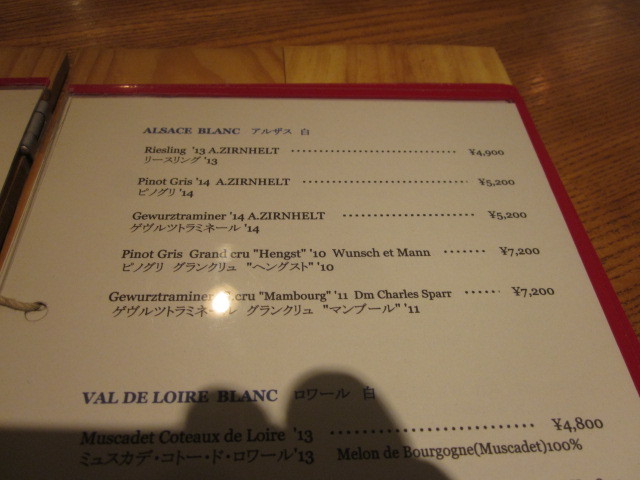 ALSACE BLANC アルザス 白
Riesling '13 A.ZIRNHELT ¥4,900
リースリング '13
Pinot Gris '14 A.ZIRNHELT ¥5,200
ピノグリ '14
Gewurztraminer '14 A.ZIRNHELT ¥5,200
ゲヴルツトラミネール '14
Pinot Gris Grand cru "Hengst" '10 Wunsch et Mann ¥7,200
ピノグリ グランクリュ "ヘングスト" '10
Gewurztraminer cru "Mambourg" '11 Dm Charles Sparr ¥7,200
ゲヴルツトラミネール グランクリュ "マンブール" '11
VAL DE LOIRE BLANC ロワール 白
Muscadet Coteaux de Loire '13 ¥4,800
ミュスカデ・コトー・ド・ロワール'13 Melon de Bourgogne(Muscadet)100%